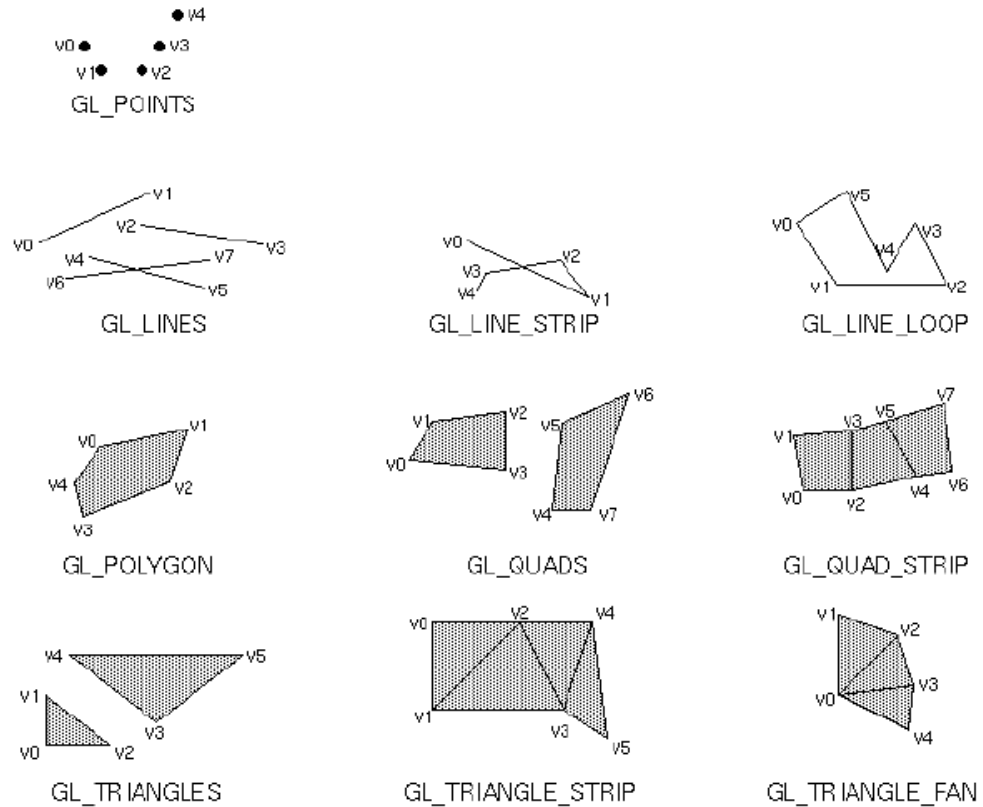 v4
v0 v3
v1 v2
GL_POINTS
v1
v2
v0 v3
v4 v7
v6 v5
GL_LINES
v0
v2
v3
v4 v1
GL_LINE_STRIP
v5
v0 v3
v4
v1 v2
GL_LINE_LOOP
v0 v1
v4 v2
v3
GL_POLYGON
v1 v2 v5 v6
v0 v3
v4 v7
GL_QUADS
v1 v3 v5 v7
v0 v2 v4 v6
GL_QUAD_STRIP
v4 v5
v1
v3
v0 v2
GL_TRIANGLES
v0 v2 v4
v1 v3
v5
GL_TRIANGLE_STRIP
v1
v2
v0 v3
v4
GL_TRIANGLE_FAN